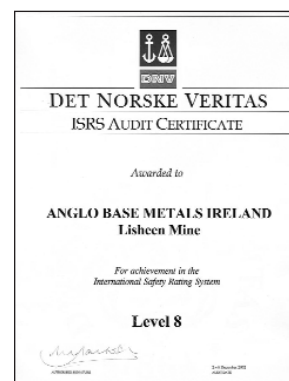 DNV
DET NORSKE VERITAS
ISRS AUDIT CERTIFICATE
Awarded to
ANGLO BASE METALS IRELAND
Lisheen Mine
For achievement in the
International Safety Rating System
Level 8